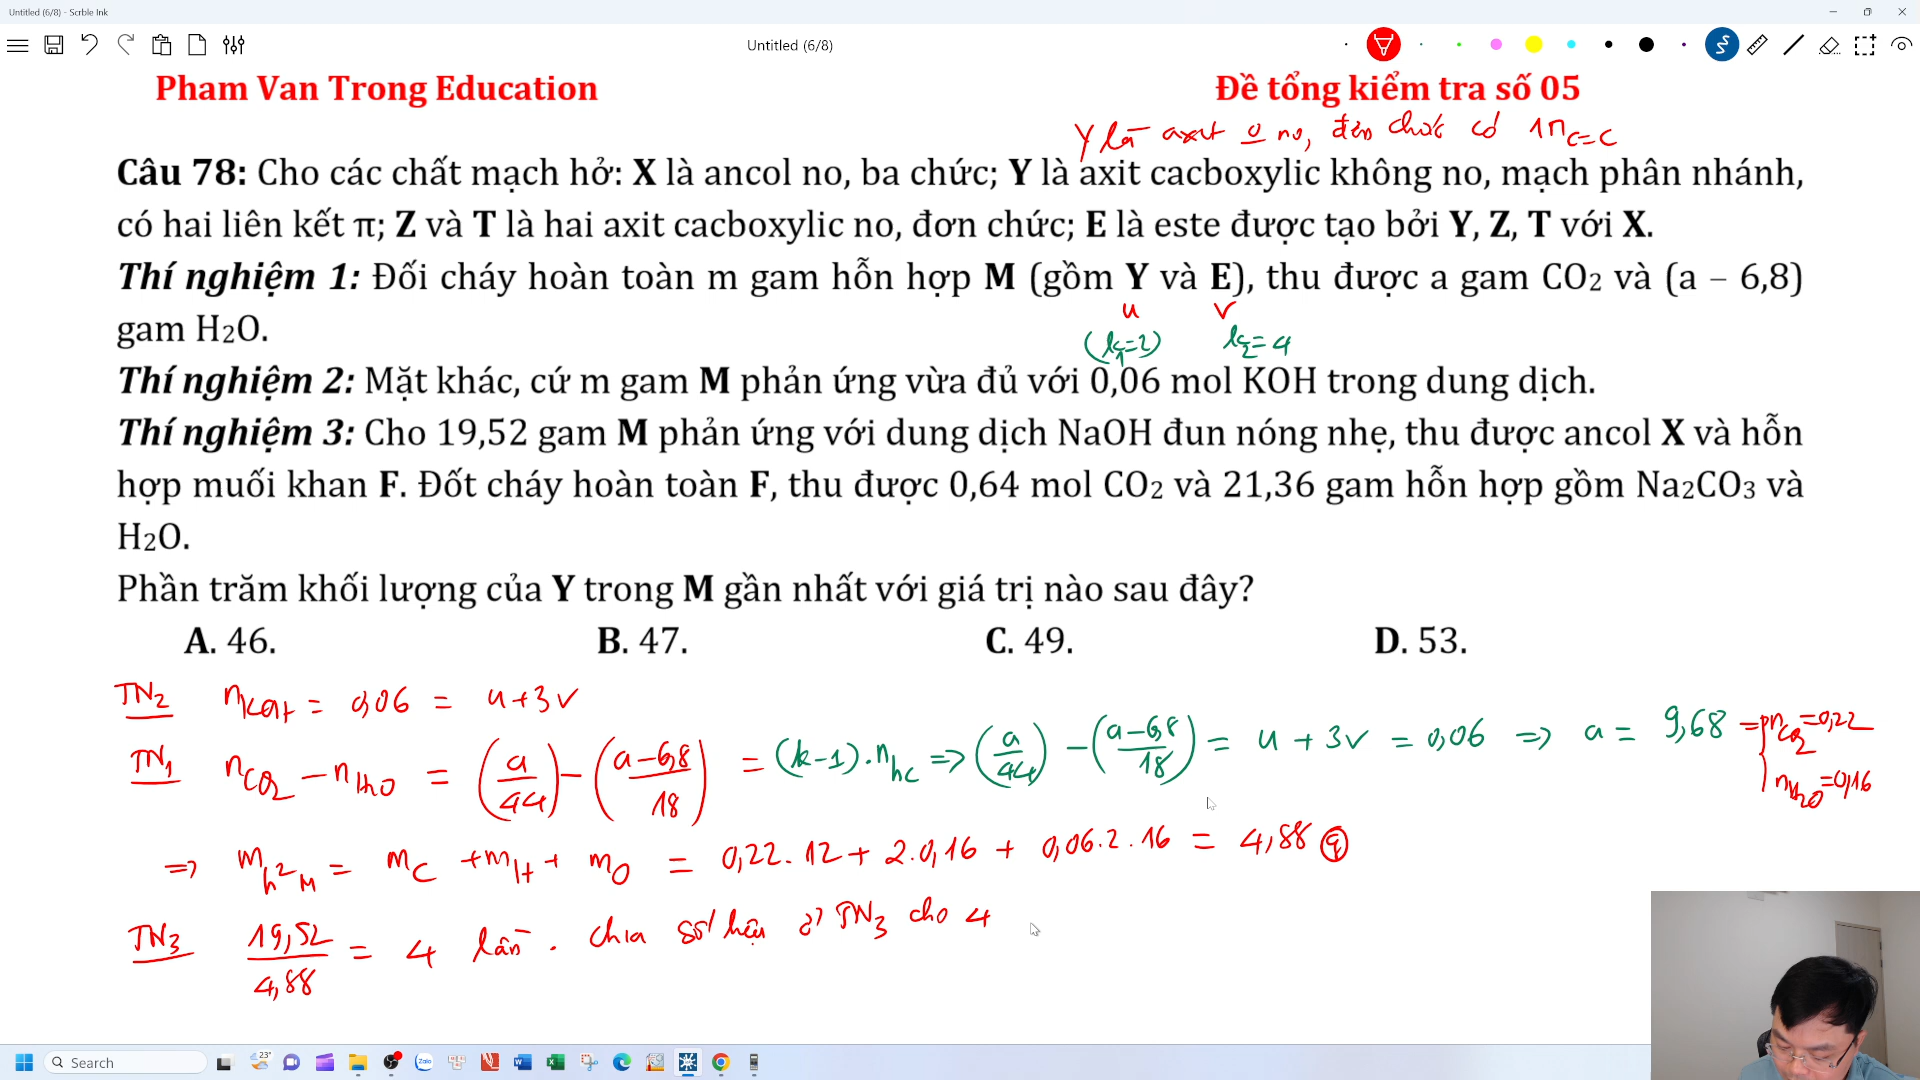 Untitled (6/8) - Scrble Ink
Untitled (6/8)
Pham Van Trong Education
Đề tổng kiểm tra số 05
Y là axit o no, đơn chức có 1π C=C
Câu 78: Cho các chất mạch hở: X là ancol no, ba chức; Y là axit cacboxylic không no, mạch phân nhánh,
có hai liên kết π; Z và T là hai axit cacboxylic no, đơn chức; E là este được tạo bởi Y, Z, T với X.
Thí nghiệm 1: Đối cháy hoàn toàn m gam hỗn hợp M (gồm Y và E), thu được a gam CO2 và (a – 6,8)
gam H2O.
u v
(k1=2) k2=4
Thí nghiệm 2: Mặt khác, cứ m gam M phản ứng vừa đủ với 0,06 mol KOH trong dung dịch.
Thí nghiệm 3: Cho 19,52 gam M phản ứng với dung dịch NaOH đun nóng nhẹ, thu được ancol X và hỗn
hợp muối khan F. Đốt cháy hoàn toàn F, thu được 0,64 mol CO2 và 21,36 gam hỗn hợp gồm Na2CO3 và
H2O.
Phần trăm khối lượng của Y trong M gần nhất với giá trị nào sau đây?
A. 46. B. 47. C. 49. D. 53.
TN2 nKOH = 0,06 = u+3v
TN1 nCO2 – nH2O = (a/44) – (a–6,8/18) = (k–1).nhc => (a/44) – (a–6,8/18) = u + 3v = 0,06 => a = 9,68 => nCO2 = 0,22
nH2O = 0,16
=> mh2M = mC + mH + mO = 0,22.12 + 2.0,16 + 0,06.2.16 = 4,88 g
TN3 19,52/4,88 = 4 lần. chia số liệu ở TN3 cho 4
23°
Search
Zalo